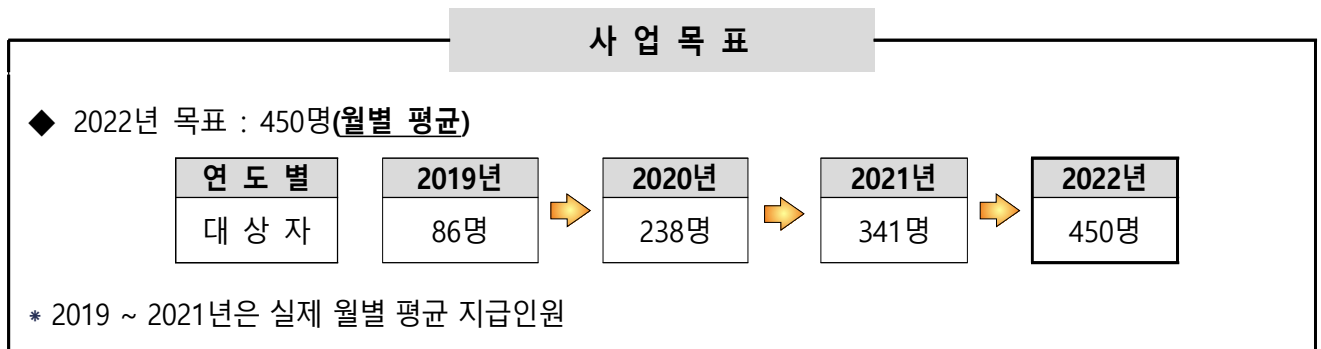 사 업 목 표
◆ 2022년 목표 : 450명(월별 평균)
연 도 별 2019년 2020년 2021년 2022년
대 상 자 86명 238명 341명 450명
* 2019 ~ 2021년은 실제 월별 평균 지급인원